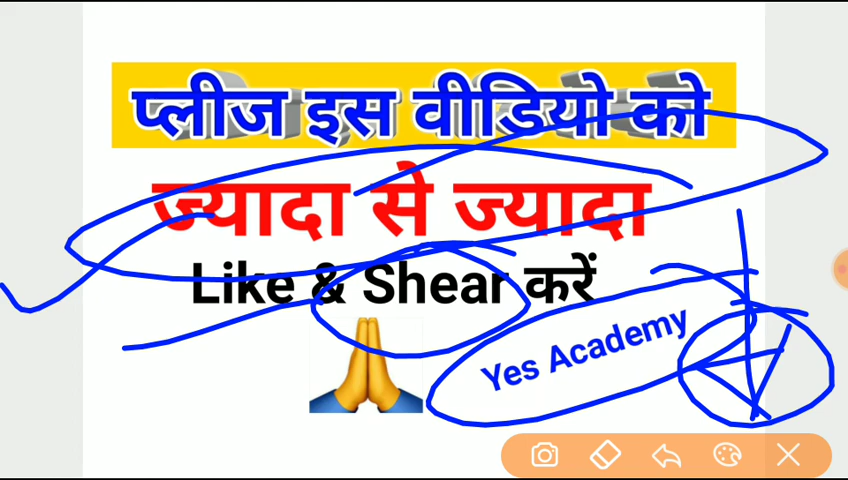 प्लीज इस वीडियो को
ज्यादा से ज्यादा
Like & Shear करें
Yes Academy